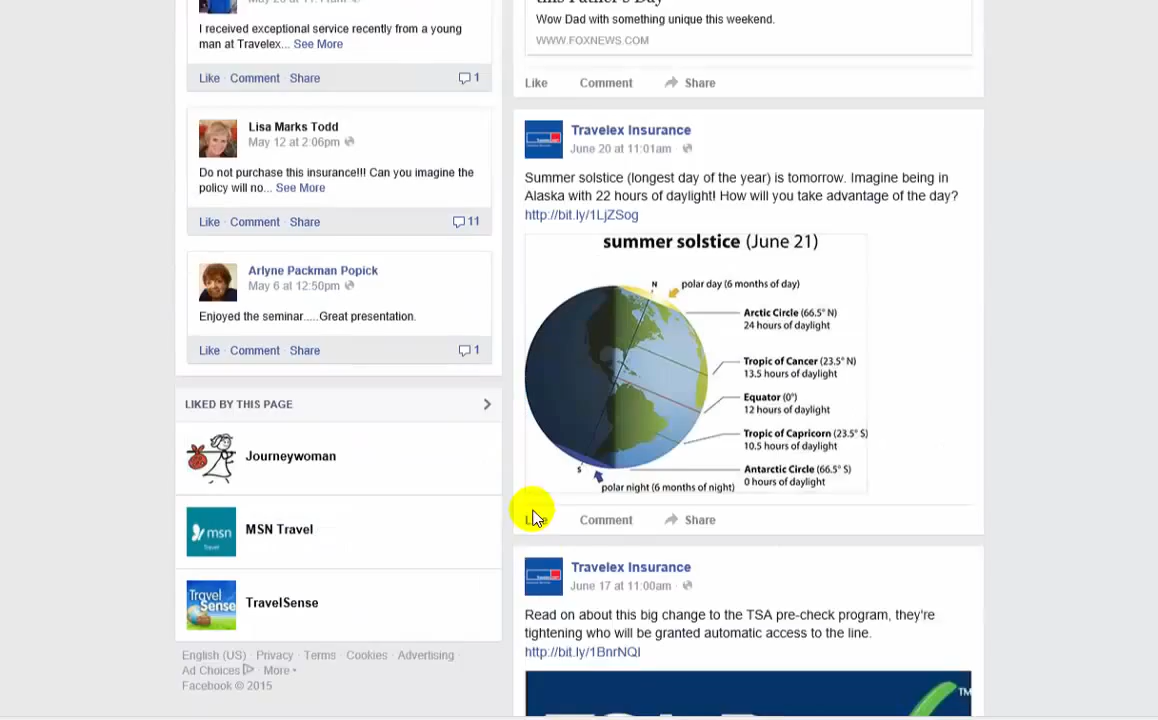 I received exceptional service recently from a young
man at Travelex... See More
Like · Comment · Share
1
Lisa Marks Todd
May 12 at 2:06pm
Do not purchase this insurance!!! Can you imagine the
policy will no... See More
Like · Comment · Share
11
Arlyne Packman Popick
May 6 at 12:50pm
Enjoyed the seminar.....Great presentation.
Like · Comment · Share
1
LIKED BY THIS PAGE
Journeywoman
msn
Travel
MSN Travel
Travel
Sense
TravelSense
English (US) · Privacy · Terms · Cookies · Advertising ·
Ad Choices · More
Facebook © 2015
Wow Dad with something unique this weekend.
WWW.FOXNEWS.COM
Like Comment Share
Travelex Insurance
June 20 at 11:01am ·
Summer solstice (longest day of the year) is tomorrow. Imagine being in
Alaska with 22 hours of daylight! How will you take advantage of the day?
http://bit.ly/1LjZSog
summer solstice (June 21)
N
polar day (6 months of day)
Arctic Circle (66.5° N)
24 hours of daylight
Tropic of Cancer (23.5° N)
13.5 hours of daylight
Equator (0°)
12 hours of daylight
Tropic of Capricorn (23.5° S)
10.5 hours of daylight
Antarctic Circle (66.5° S)
0 hours of daylight
S
polar night (6 months of night)
Like Comment Share
Travelex Insurance
June 17 at 11:00am ·
Read on about this big change to the TSA pre-check program, they're
tightening who will be granted automatic access to the line.
http://bit.ly/1BnrNQI
TM